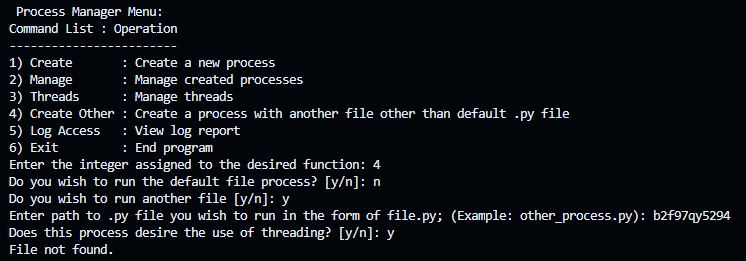 Process Manager Menu:
Command List : Operation
------------------------
1) Create       : Create a new process
2) Manage       : Manage created processes
3) Threads      : Manage threads
4) Create Other : Create a process with another file other than default .py file
5) Log Access   : View log report
6) Exit         : End program
Enter the integer assigned to the desired function: 4
Do you wish to run the default file process? [y/n]: n
Do you wish to run another file [y/n]: y
Enter path to .py file you wish to run in the form of file.py; (Example: other_process.py): b2f97qy5294
Does this process desire the use of threading? [y/n]: y
File not found.